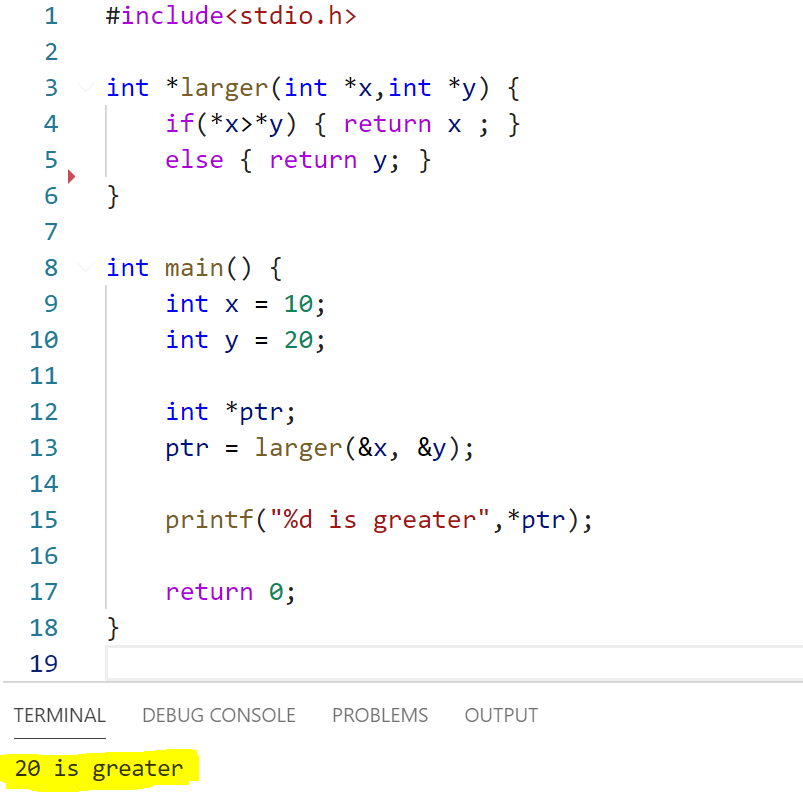 1 #include<stdio.h>
2
3 int *larger(int *x,int *y) {
4     if(*x>*y) { return x ; }
5     else { return y; }
6 }
7
8 int main() {
9     int x = 10;
10     int y = 20;
11
12     int *ptr;
13     ptr = larger(&x, &y);
14
15     printf("%d is greater",*ptr);
16
17     return 0;
18 }
19
TERMINAL DEBUG CONSOLE PROBLEMS OUTPUT
20 is greater